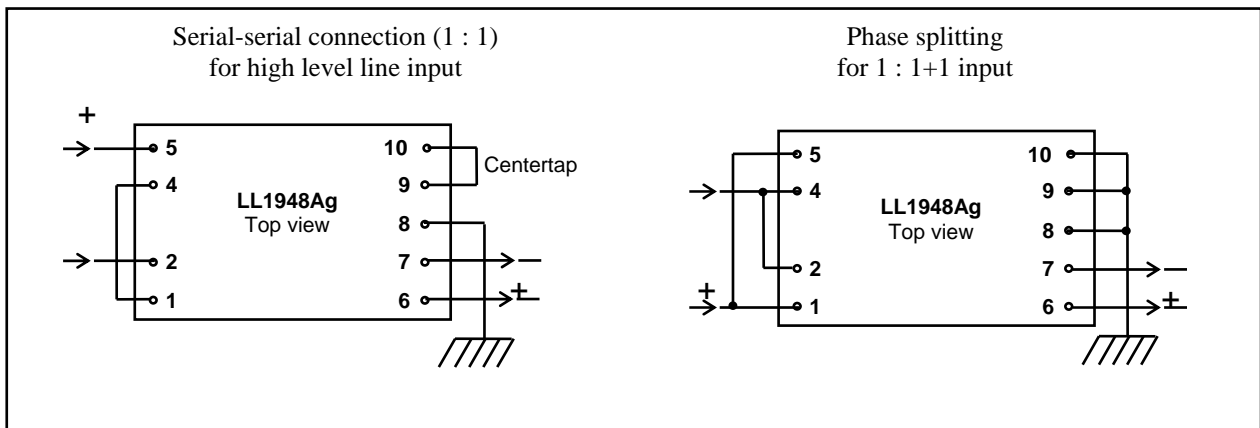 Serial-serial connection (1 : 1)
for high level line input
+
5
4
2
1
LL1948Ag
Top view
10
9
8
7
6
Centertap
+
Phase splitting
for 1 : 1+1 input
+
5
4
2
1
LL1948Ag
Top view
10
9
8
7
6
+